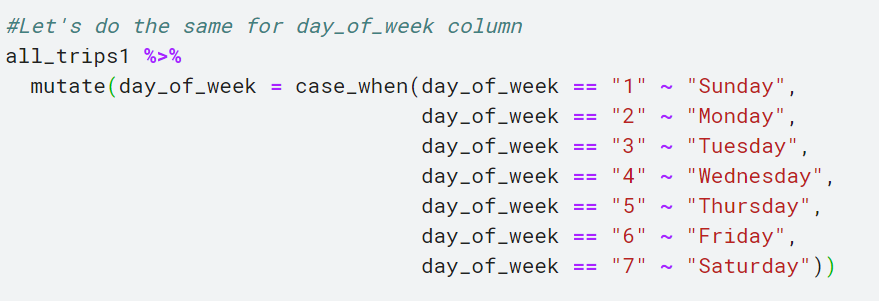 #Let's do the same for day_of_week column
all_trips1 %>%
  mutate(day_of_week = case_when(day_of_week == "1" ~ "Sunday",
                                 day_of_week == "2" ~ "Monday",
                                 day_of_week == "3" ~ "Tuesday",
                                 day_of_week == "4" ~ "Wednesday",
                                 day_of_week == "5" ~ "Thursday",
                                 day_of_week == "6" ~ "Friday",
                                 day_of_week == "7" ~ "Saturday"))